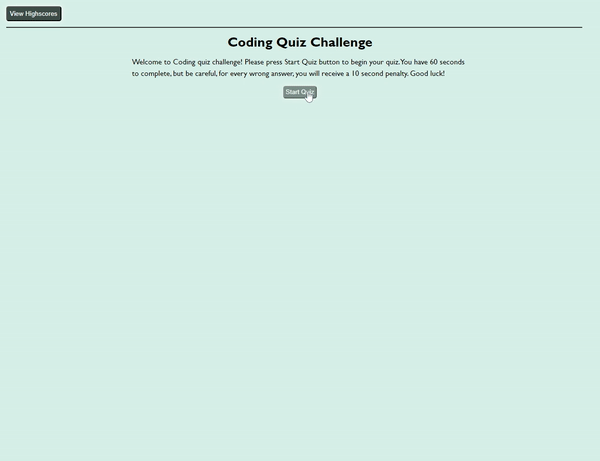 View Highscores
Coding Quiz Challenge
Welcome to Coding quiz challenge! Please press Start Quiz button to begin your quiz.You have 60 seconds
to complete, but be careful, for every wrong answer, you will receive a 10 second penalty. Good luck!
Start Quiz